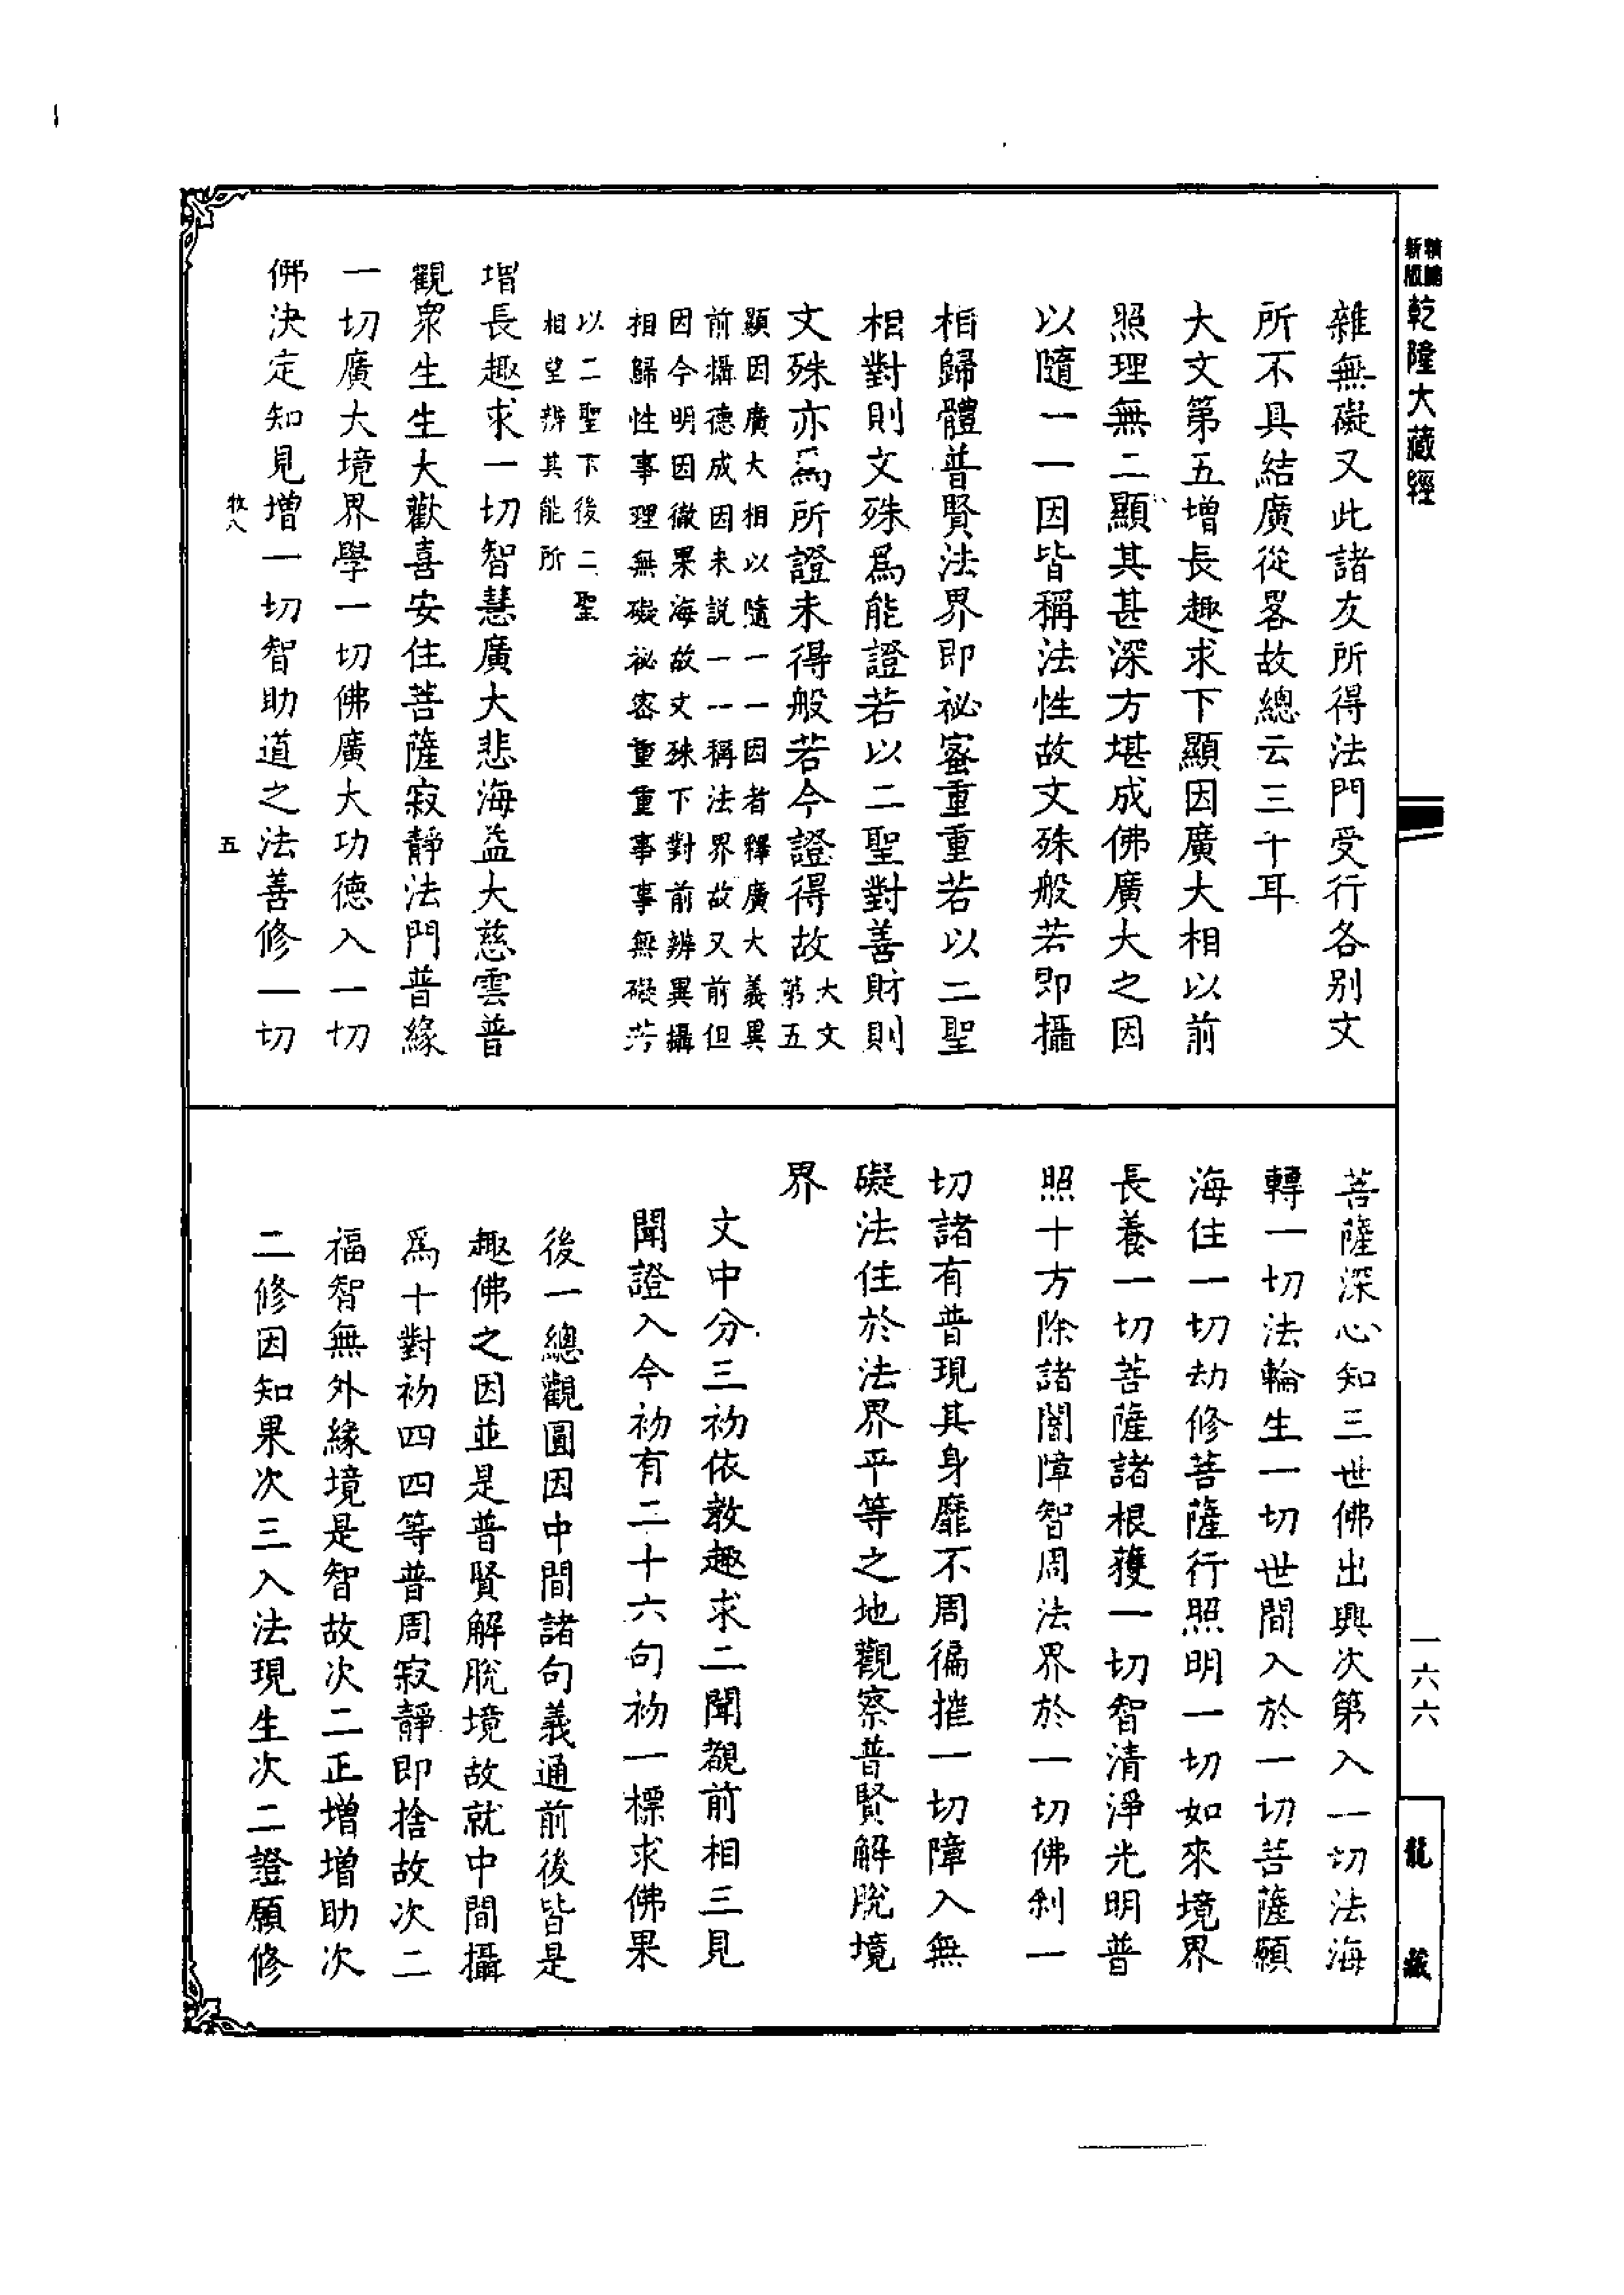 新版
精編
乾隆大藏經
雜無礙又此諸友所得法門受行各別文
所不具結廣從畧故總云三千耳
大文第五增長趣求下顯因廣大相以前
照理無二顯其甚深方堪成佛廣大之因
以隨一一因皆稱法性故文殊般若即攝
相歸體普賢法界即祕蜜重重若以二聖
相對則文殊爲能證若以二聖對善財則
文殊亦爲所證未得般若今證得故大文
第五
顯因廣大相以隨一一因者釋廣大義異
前攝德成因未説一一稱法界故又前但
因今明因徹果海故文殊下對前辨異攝
相歸性事理無礙祕密重重事事無礙若
以二聖下後二聖
相望辨其能所
增長趣求一切智慧廣大悲海益大慈雲普
觀衆生生大歡喜安住菩薩寂靜法門普緣
一切廣大境界學一切佛廣大功德入一切
佛決定知見增一切智助道之法善修一切
牧八
五
菩薩深心知三世佛出興次第入一切法海
轉一切法輪生一切世間入於一切菩薩願
海住一切劫修菩薩行照明一切如來境界
長養一切菩薩諸根獲一切智清淨光明普
照十方除諸闇障智周法界於一切佛刹一
切諸有普現其身靡不周徧摧一切障入無
礙法住於法界平等之地觀察普賢解脫境
界
文中分三初依教趣求二聞覩前相三見
聞證入今初有二十六句初一標求佛果
後一總觀圓因中間諸句義通前後皆是
趣佛之因並是普賢解脫境故就中間攝
爲十對初四四等普周寂靜即捨故次二
福智無外緣境是智故次二正增增助次
二修因知果次三入法現生次二證願修
一六六
龍藏